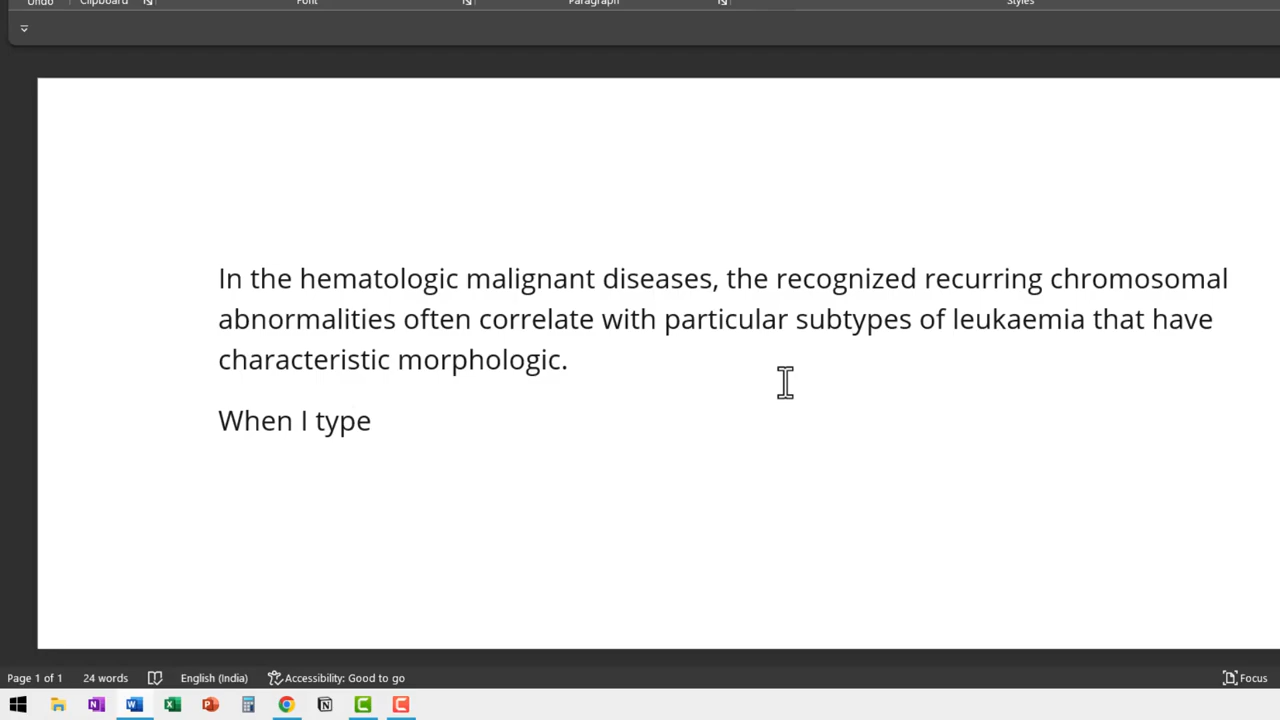 Undo
Clipboard
Font
Paragraph
Styles
In the hematologic malignant diseases, the recognized recurring chromosomal
abnormalities often correlate with particular subtypes of leukaemia that have
characteristic morphologic.
When I type
Page 1 of 1 24 words English (India) Accessibility: Good to go Focus